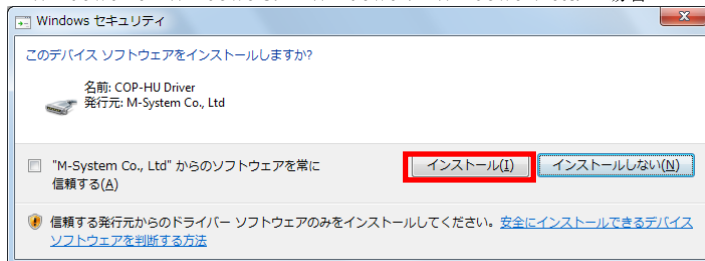 Windows セキュリティ
このデバイス ソフトウェアをインストールしますか?
名前: COP-HU Driver
発行元: M-System Co., Ltd
"M-System Co., Ltd" からのソフトウェアを常に
信頼する(A)
インストール(I)
インストールしない(N)
信頼する発行元からのドライバー ソフトウェアのみをインストールしてください。安全にインストールできるデバイス
ソフトウェアを判断する方法